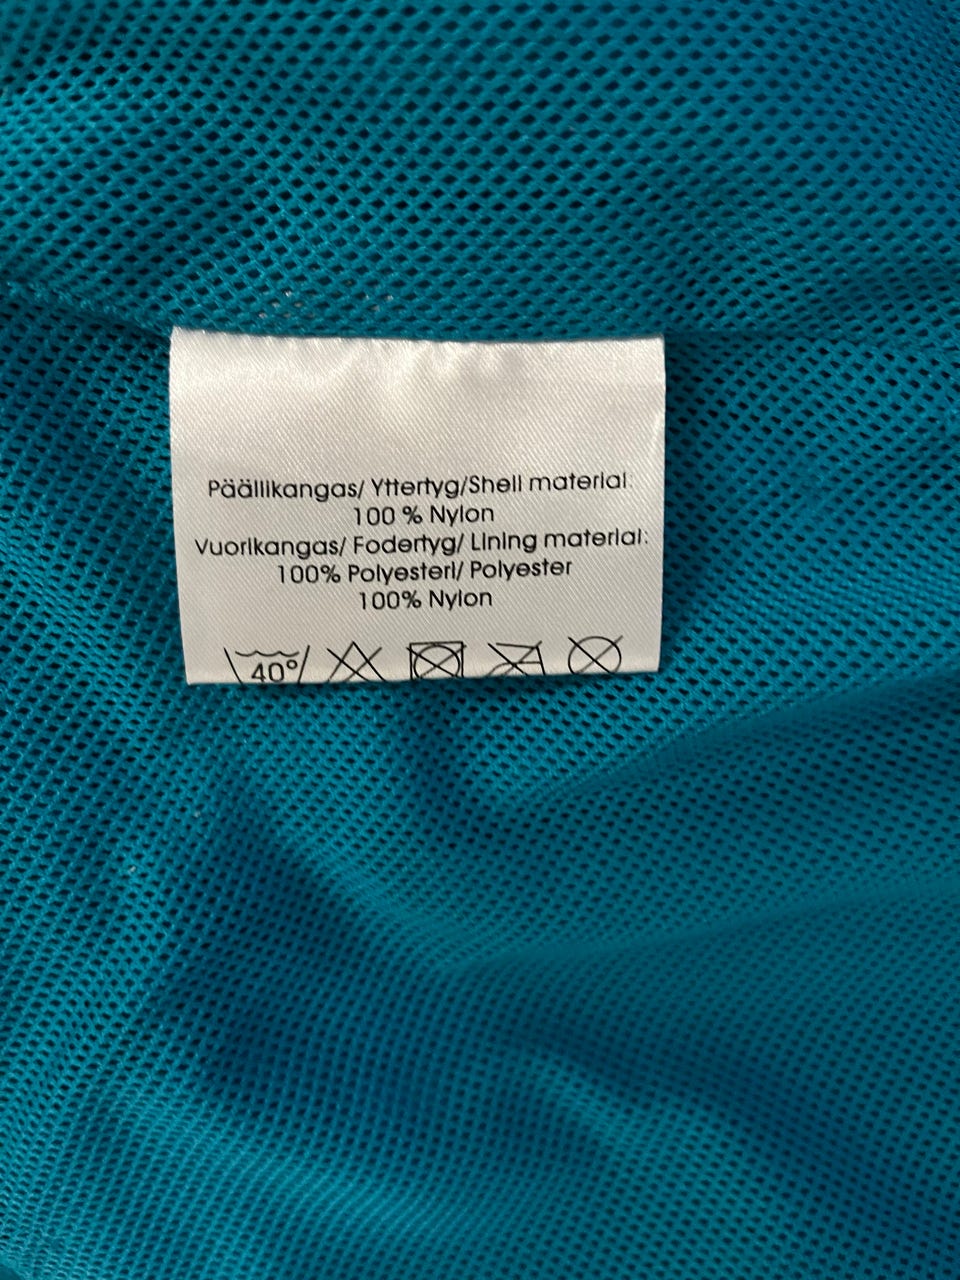 Päällikangas/ Yttertyg/Shell material:
100 % Nylon
Vuorikangas/ Fodertyg/ Lining material:
100% Polyesteri/ Polyester
100% Nylon
40°